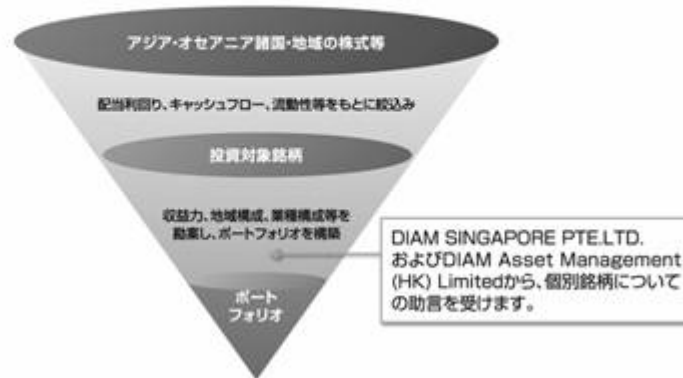 アジア・オセアニア諸国・地域の株式等
配当利回り、キャッシュフロー、流動性等をもとに絞込み
投資対象銘柄
収益力、地域構成、業種構成等を
勘案し、ポートフォリオを構築
DIAM SINGAPORE PTE.LTD.
およびDIAM Asset Management
(HK) Limitedから、個別銘柄について
の助言を受けます。
ポート
フォリオ